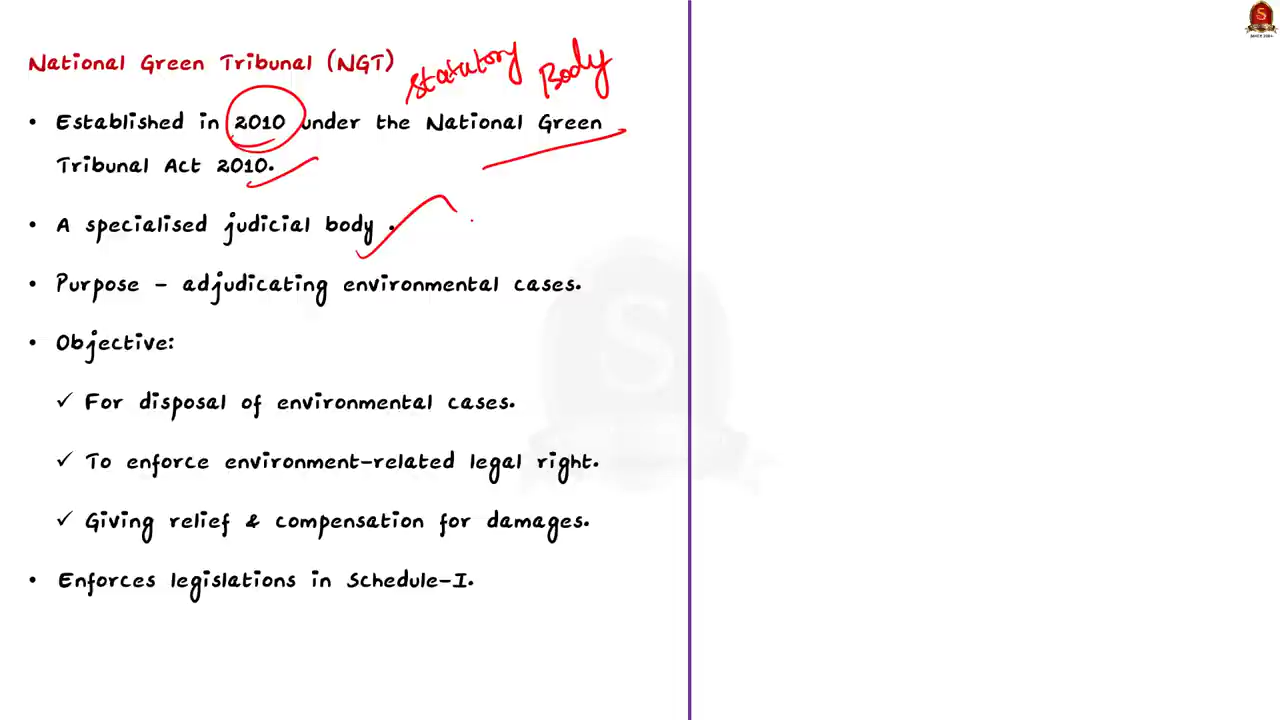 National Green Tribunal (NGT)
Statutory Body
• Established in 2010 under the National Green
Tribunal Act 2010.
• A specialised judicial body.
• Purpose – adjudicating environmental cases.
• Objective:
✓ For disposal of environmental cases.
✓ To enforce environment-related legal right.
✓ Giving relief & compensation for damages.
• Enforces legislations in Schedule-I.
S
S